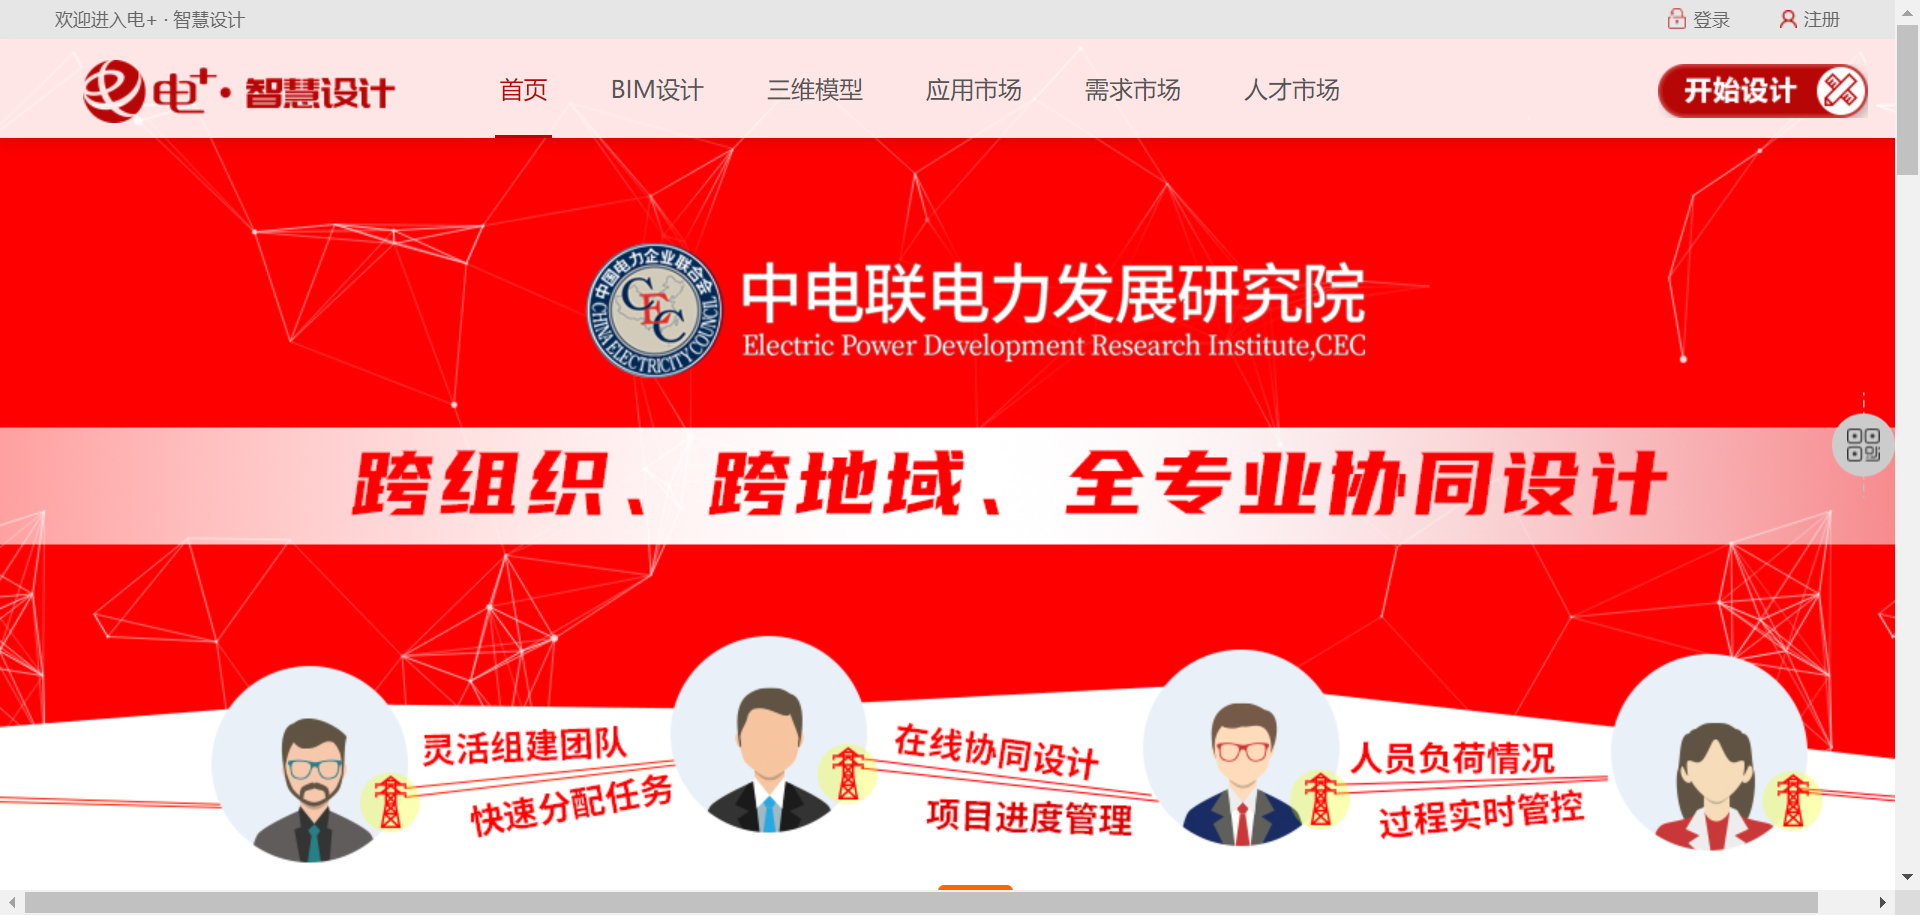 欢迎进入电+ · 智慧设计
登录
注册
电+·智慧设计
首页
BIM设计
三维模型
应用市场
需求市场
人才市场
开始设计
中国电力企业联合会
CEC
CHINA ELECTRICITY COUNCIL
中电联电力发展研究院
Electric Power Development Research Institute,CEC
跨组织、跨地域、全专业协同设计
灵活组建团队
快速分配任务
在线协同设计
项目进度管理
人员负荷情况
过程实时管控